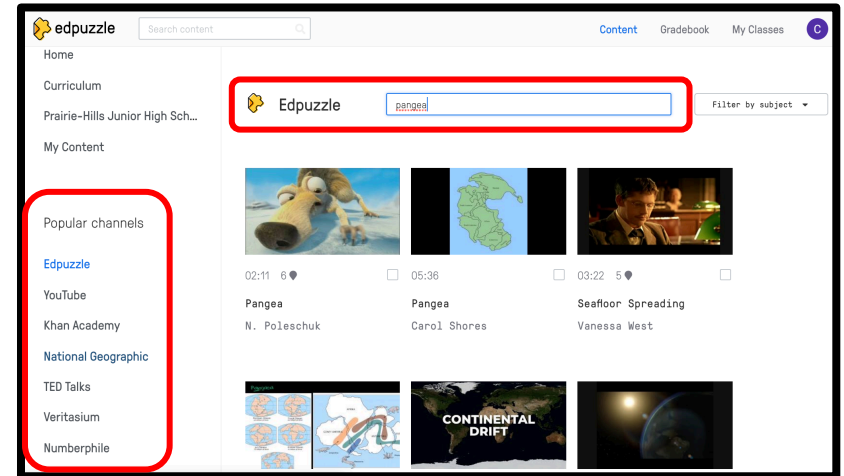 edpuzzle
Search content
Content
Gradebook
My Classes
C
Home
Curriculum
Prairie-Hills Junior High Sch...
My Content
Popular channels
Edpuzzle
YouTube
Khan Academy
National Geographic
TED Talks
Veritasium
Numberphile
Edpuzzle
pangea
Filter by subject
02:11 6
Pangea
N. Poleschuk
05:36
Pangea
Carol Shores
03:22 5
Seafloor Spreading
Vanessa West
CONTINENTAL
DRIFT